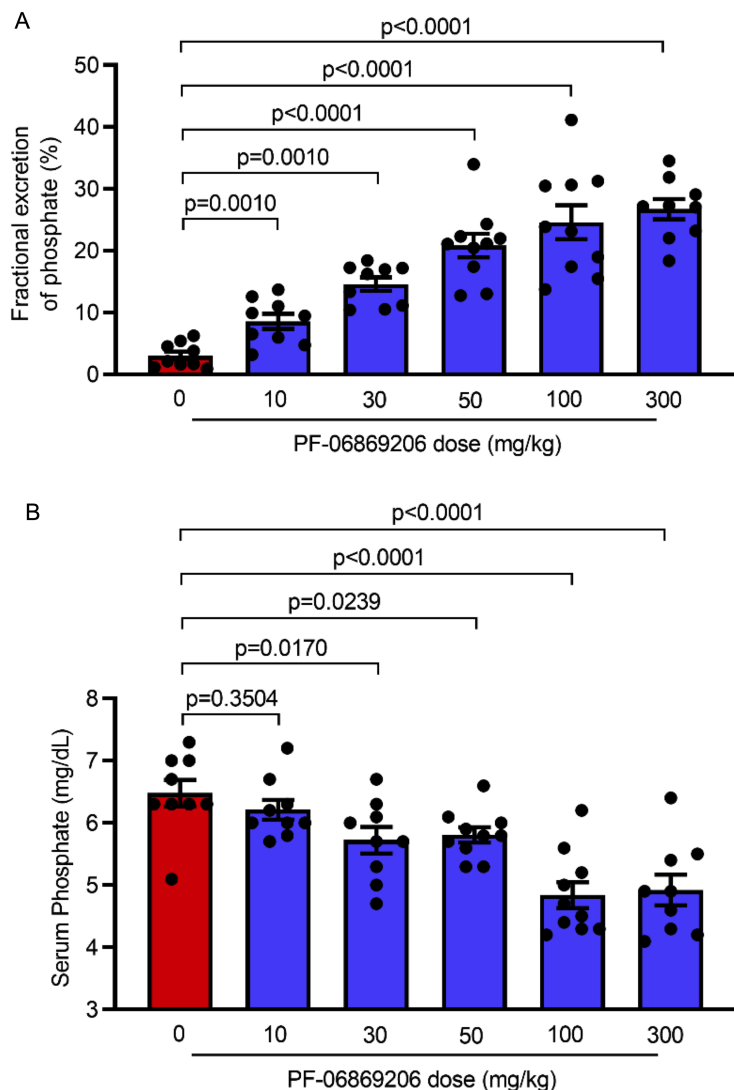 A
p<0.0001
p<0.0001
p<0.0001
p=0.0010
p=0.0010
Fractional excretion
of phosphate (%)
50
40
30
20
10
0
0 10 30 50 100 300
PF-06869206 dose (mg/kg)
B
p<0.0001
p<0.0001
p=0.0239
p=0.0170
p=0.3504
Serum Phosphate (mg/dL)
8
7
6
5
4
3
0 10 30 50 100 300
PF-06869206 dose (mg/kg)